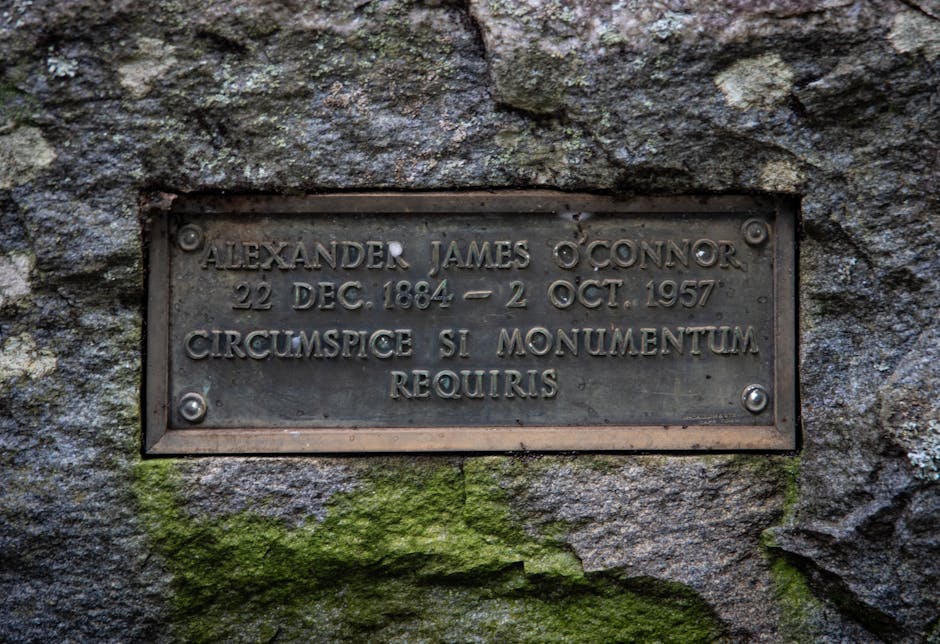 ALEXANDER JAMES O'CONNOR
22 DEC. 1884 — 2 OCT. 1957
CIRCUMSPICE SI MONUMENTUM
REQUIRIS